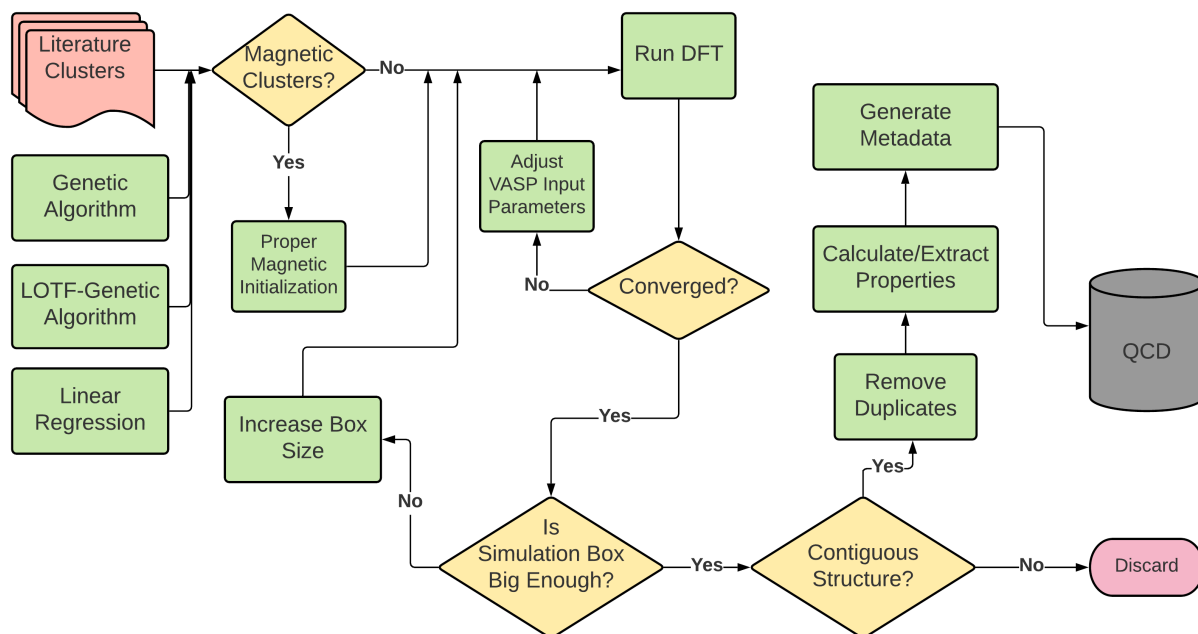 Literature
Clusters
Genetic
Algorithm
LOTF-Genetic
Algorithm
Linear
Regression
Magnetic
Clusters?
No
Yes
Proper
Magnetic
Initialization
Increase Box
Size
Run DFT
Adjust
VASP Input
Parameters
No
Converged?
Yes
No
Is
Simulation Box
Big Enough?
Yes
Contiguous
Structure?
Yes
No
Discard
Remove
Duplicates
Calculate/Extract
Properties
Generate
Metadata
QCD